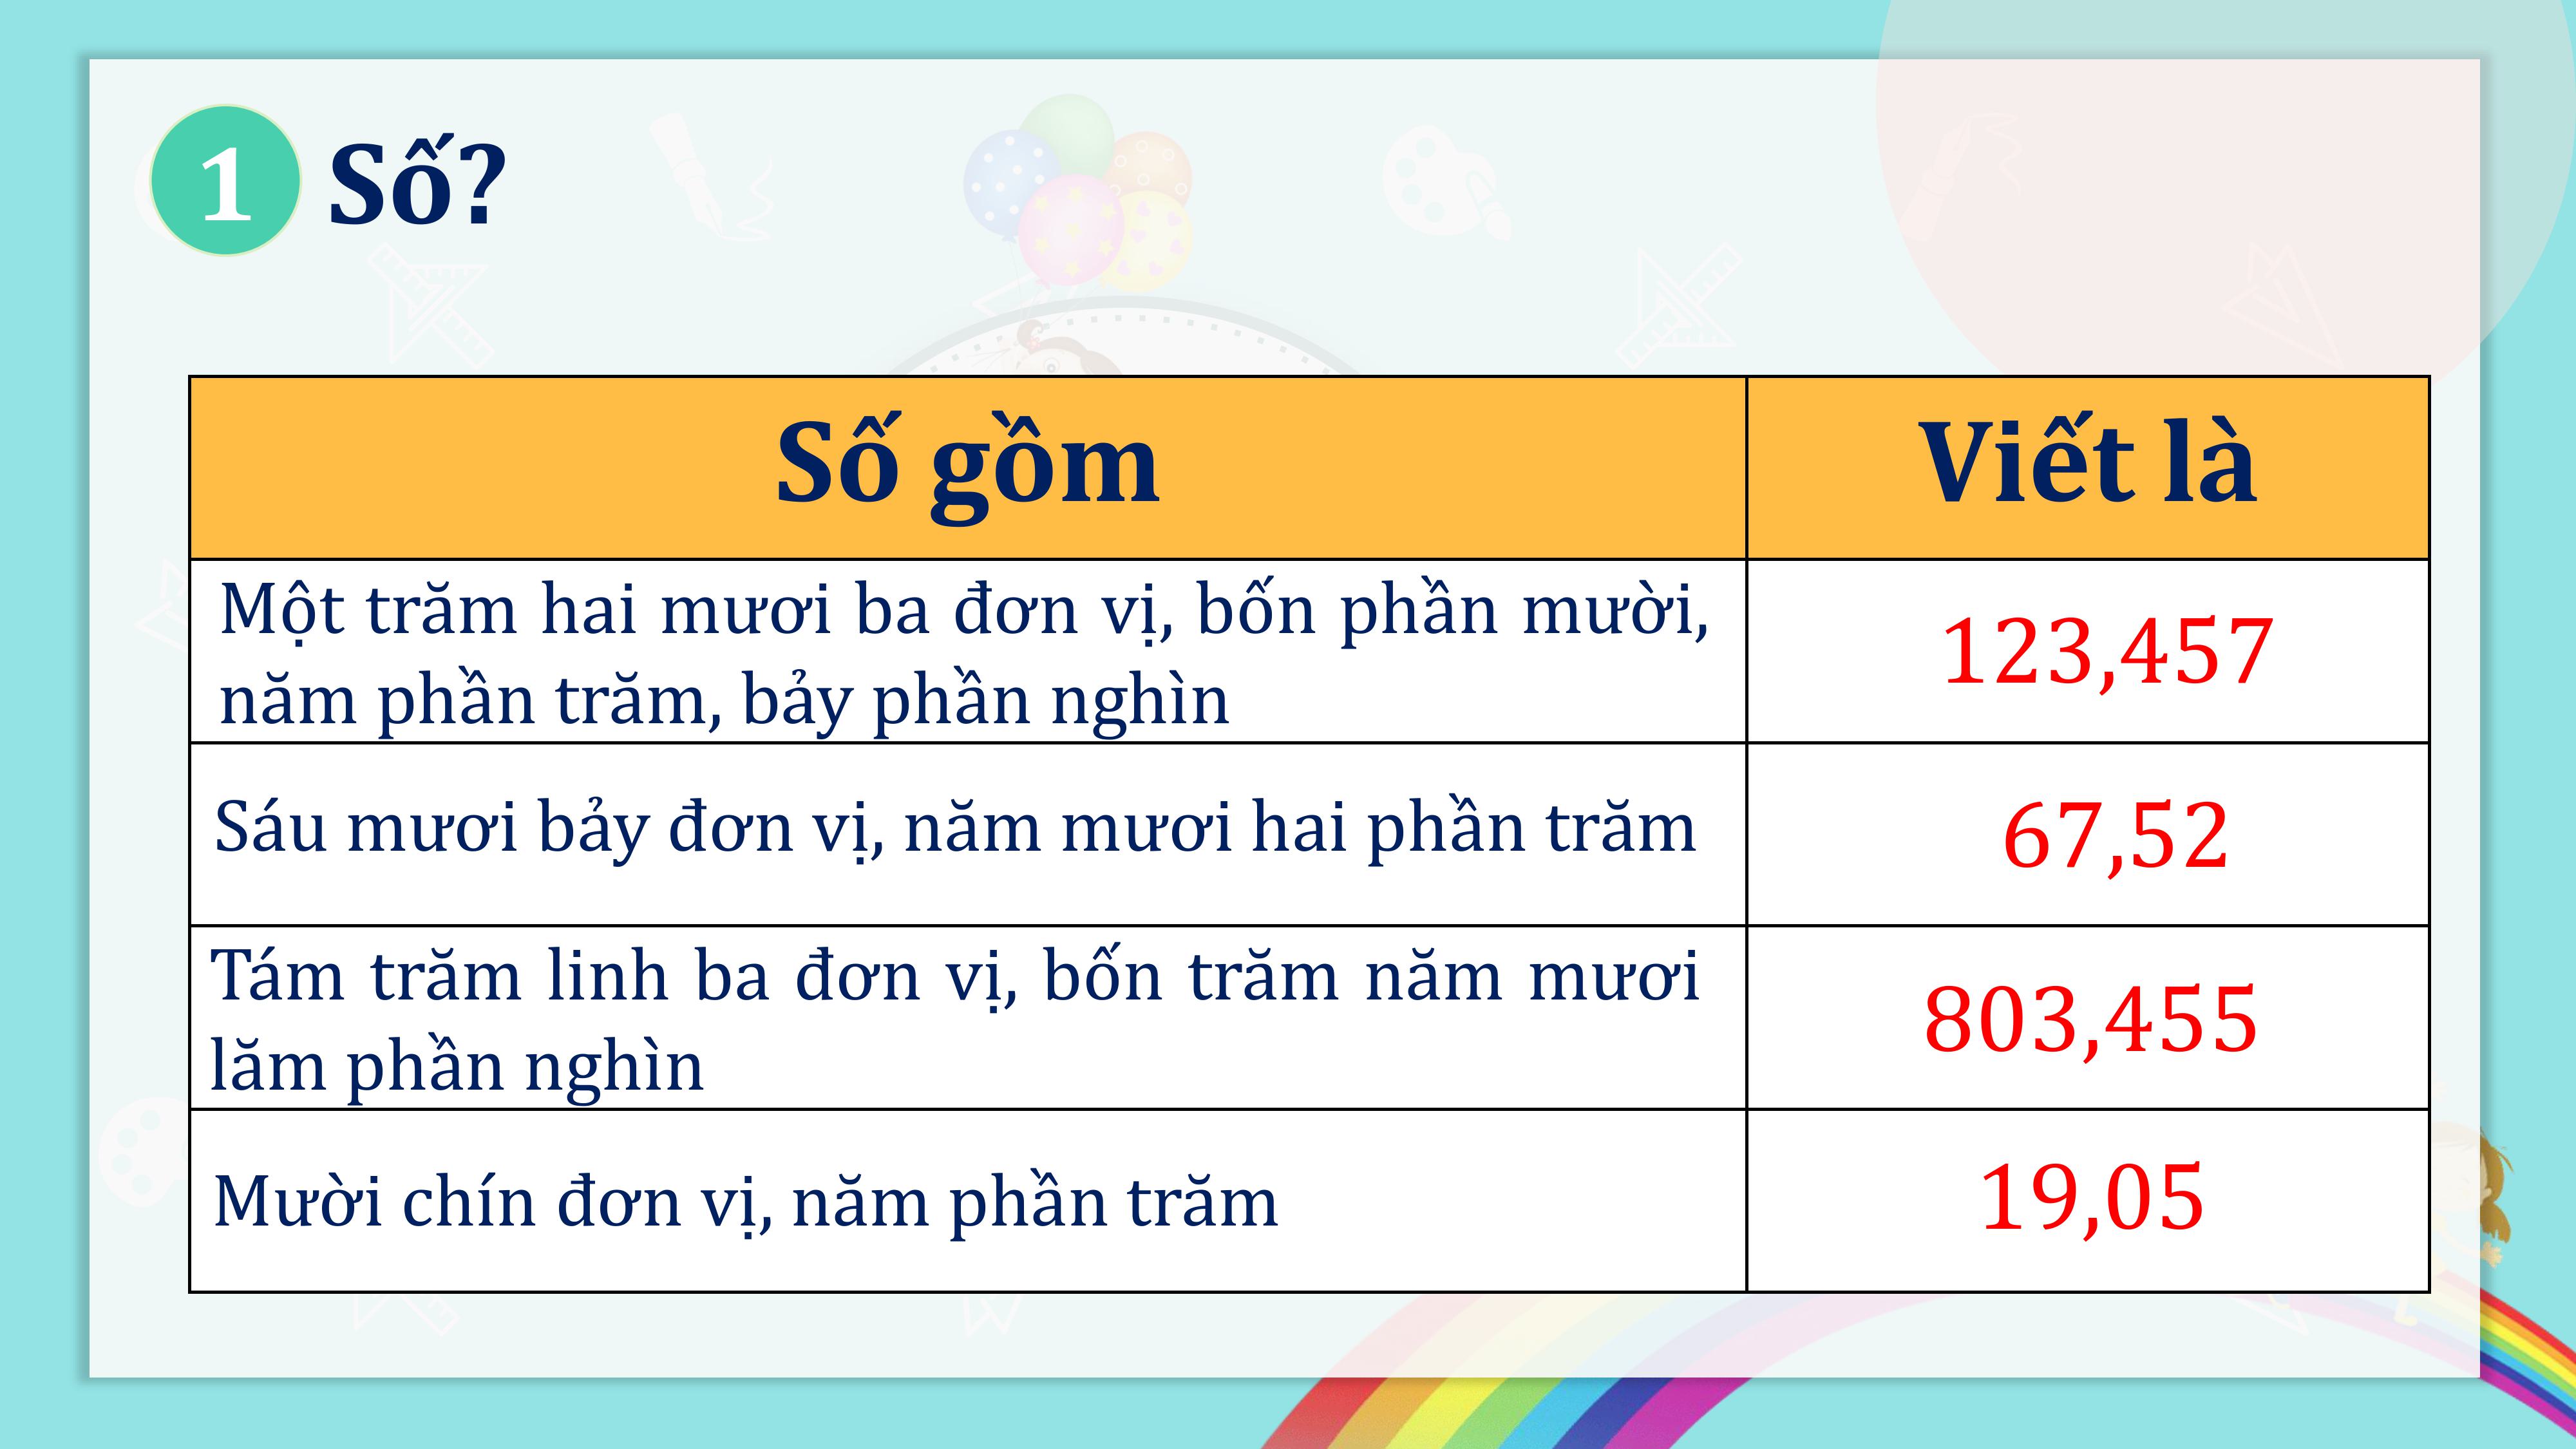 1 Số?
Số gồm
Viết là
Một trăm hai mươi ba đơn vị, bốn phần mười,
năm phần trăm, bảy phần nghìn
123,457
Sáu mươi bảy đơn vị, năm mươi hai phần trăm
67,52
Tám trăm linh ba đơn vị, bốn trăm năm mươi
lăm phần nghìn
803,455
Mười chín đơn vị, năm phần trăm
19,05